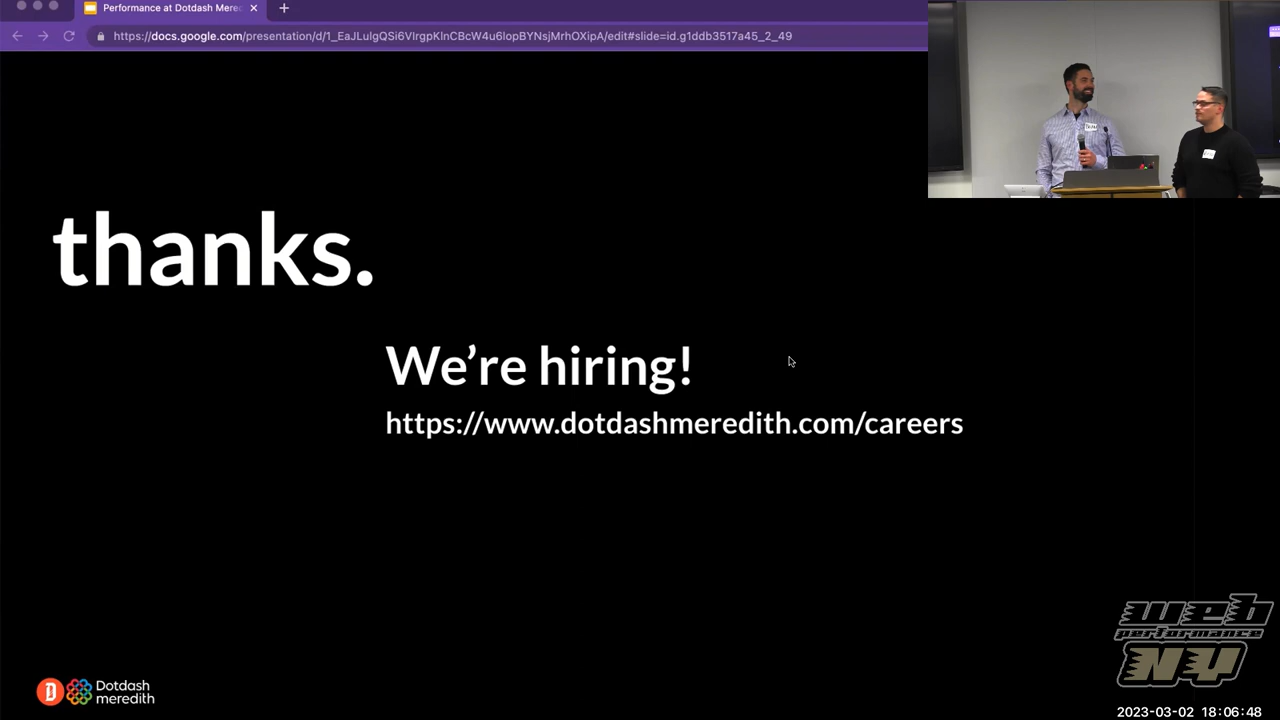 Performance at Dotdash Mered
https://docs.google.com/presentation/d/1_EaJLulgQSi6VlrgpKlnCBcW4u6lopBYNsjMrhOXipA/edit#slide=id.g1ddb3517a45_2_49
thanks.
We're hiring!
https://www.dotdashmeredith.com/careers
D
Dotdash
meredith
web
performance
NY
2023-03-02 18:06:48